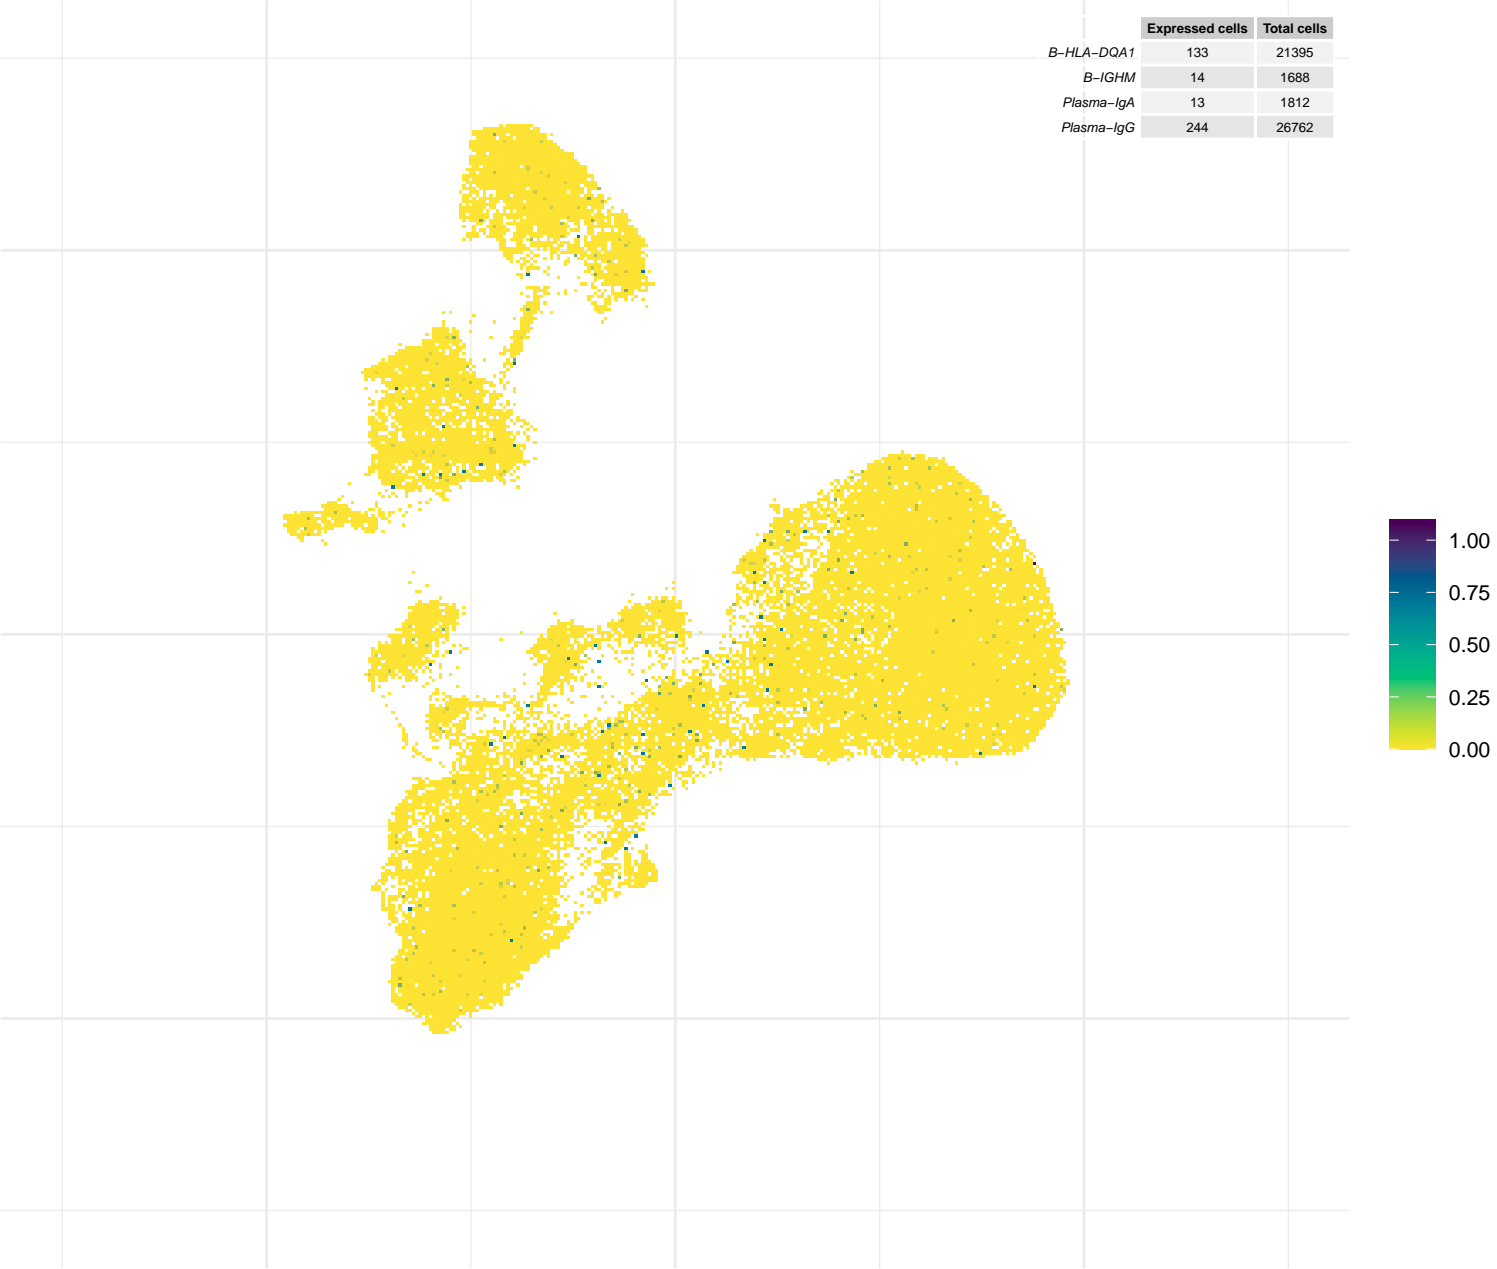 Expressed cells Total cells
B−HLA−DQA1 133 21395
B−IGHM 14 1688
Plasma−IgA 13 1812
Plasma−IgG 244 26762
1.00
0.75
0.50
0.25
0.00